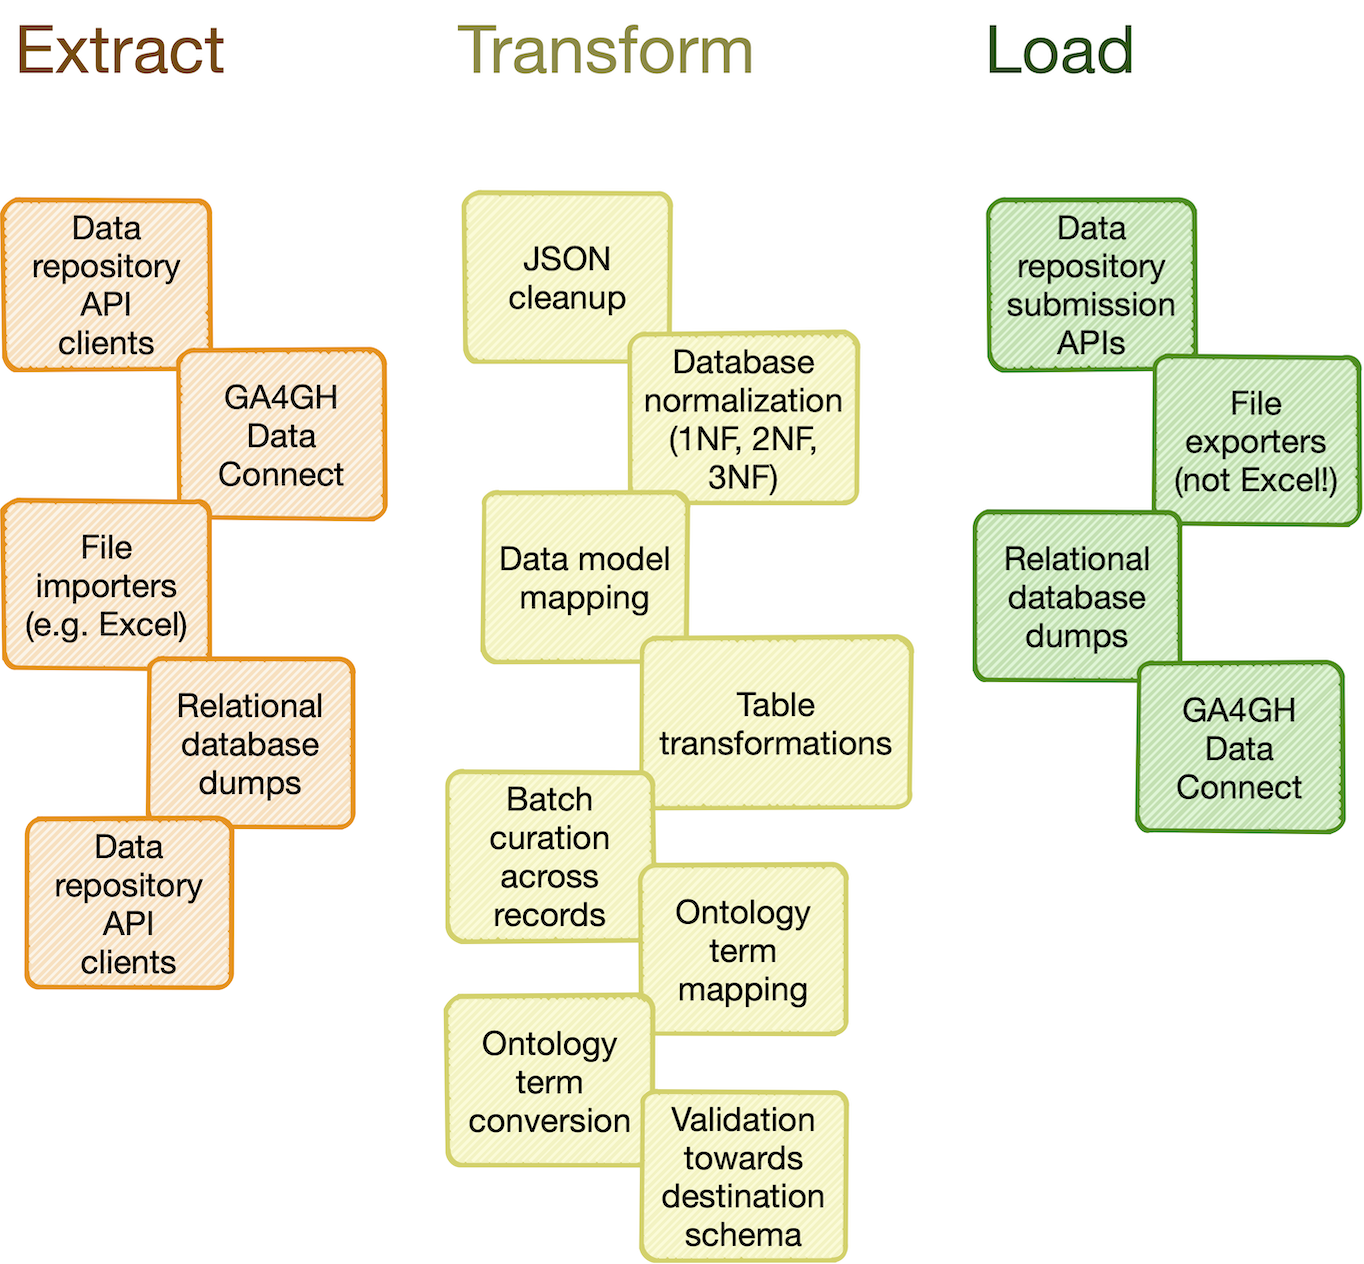 Extract
Data
repository
API
clients
GA4GH
Data
Connect
File
importers
(e.g. Excel)
Relational
database
dumps
Data
repository
API
clients
Transform
JSON
cleanup
Database
normalization
(1NF, 2NF,
3NF)
Data model
mapping
Table
transformations
Batch
curation
across
records
Ontology
term
mapping
Ontology
term
conversion
Validation
towards
destination
schema
Load
Data
repository
submission
APIs
File
exporters
(not Excel!)
Relational
database
dumps
GA4GH
Data
Connect